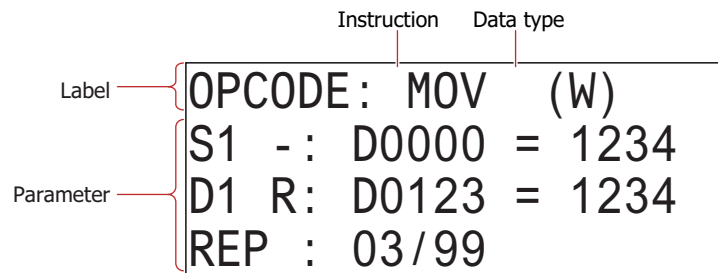 Instruction Data type
Label OPCODE: MOV (W)
S1 -: D0000 = 1234
Parameter D1 R: D0123 = 1234
REP : 03/99